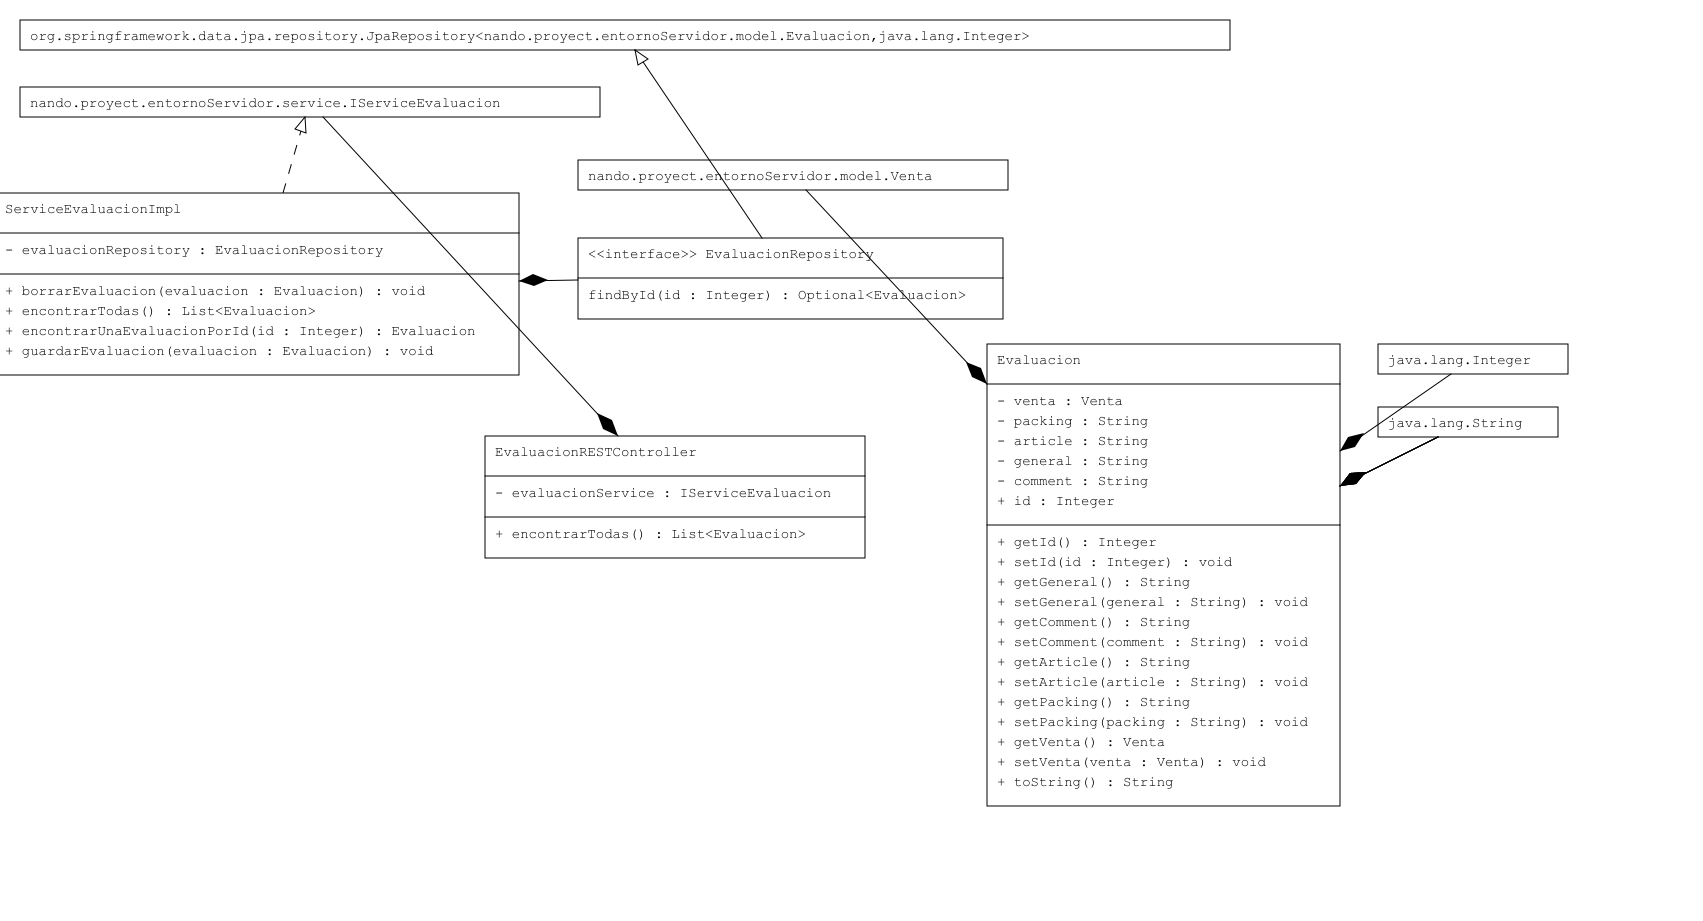 org.springframework.data.jpa.repository.JpaRepository<nando.proyect.entornoServidor.model.Evaluacion,java.lang.Integer>
nando.proyect.entornoServidor.service.IServiceEvaluacion
nando.proyect.entornoServidor.model.Venta
ServiceEvaluacionImpl
- evaluacionRepository : EvaluacionRepository
+ borrarEvaluacion(evaluacion : Evaluacion) : void
+ encontrarTodas() : List<Evaluacion>
+ encontrarUnaEvaluacionPorId(id : Integer) : Evaluacion
+ guardarEvaluacion(evaluacion : Evaluacion) : void
<<interface>> EvaluacionRepository
findById(id : Integer) : Optional<Evaluacion>
EvaluacionRESTController
- evaluacionService : IServiceEvaluacion
+ encontrarTodas() : List<Evaluacion>
Evaluacion
- venta : Venta
- packing : String
- article : String
- general : String
- comment : String
+ id : Integer
+ getId() : Integer
+ setId(id : Integer) : void
+ getGeneral() : String
+ setGeneral(general : String) : void
+ getComment() : String
+ setComment(comment : String) : void
+ getArticle() : String
+ setArticle(article : String) : void
+ getPacking() : String
+ setPacking(packing : String) : void
+ getVenta() : Venta
+ setVenta(venta : Venta) : void
+ toString() : String
java.lang.Integer
java.lang.String